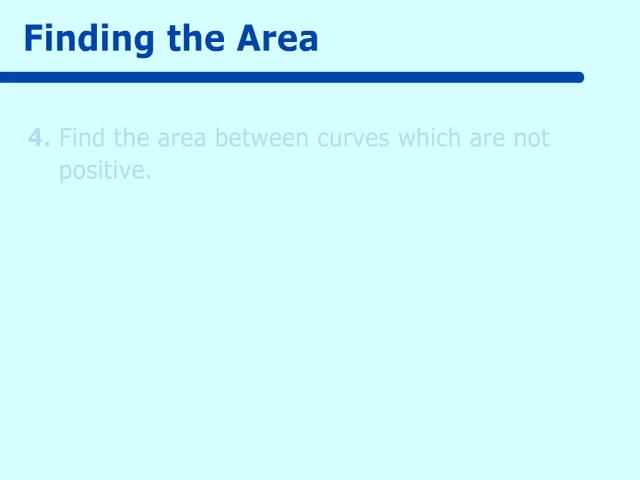 Finding the Area
4. Find the area between curves which are not
positive.